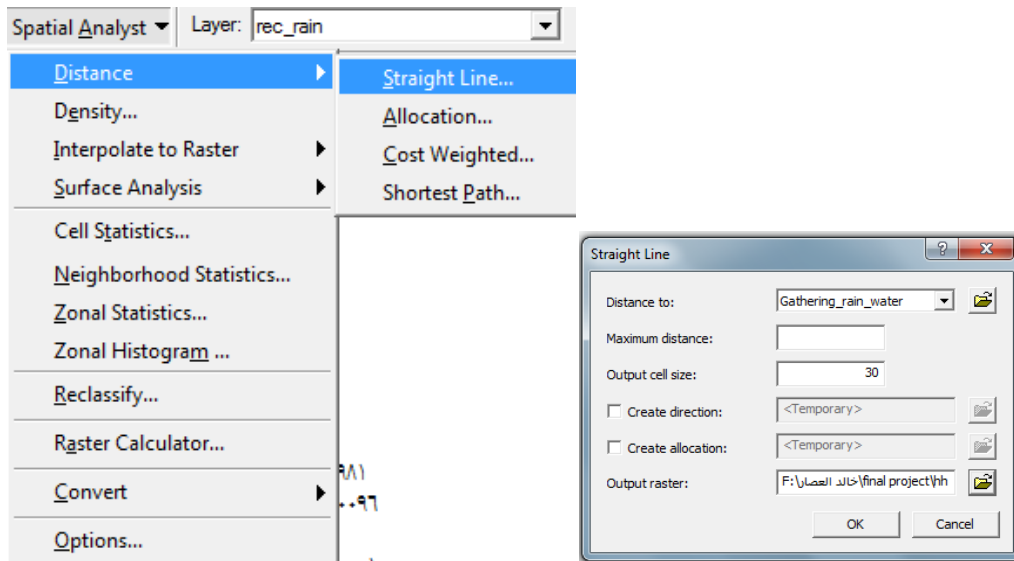 Spatial Analyst Layer: rec_rain
Distance
Density...
Interpolate to Raster
Surface Analysis
Cell Statistics...
Neighborhood Statistics...
Zonal Statistics...
Zonal Histogram ...
Reclassify...
Raster Calculator...
Convert
Options...
Straight Line...
Allocation...
Cost Weighted...
Shortest Path...
٩٨١
٠٠٩٦
Straight Line
Distance to: Gathering_rain_water
Maximum distance:
Output cell size: 30
Create direction: <Temporary>
Create allocation: <Temporary>
Output raster: F:\خالد العصار\final project\hh
OK Cancel